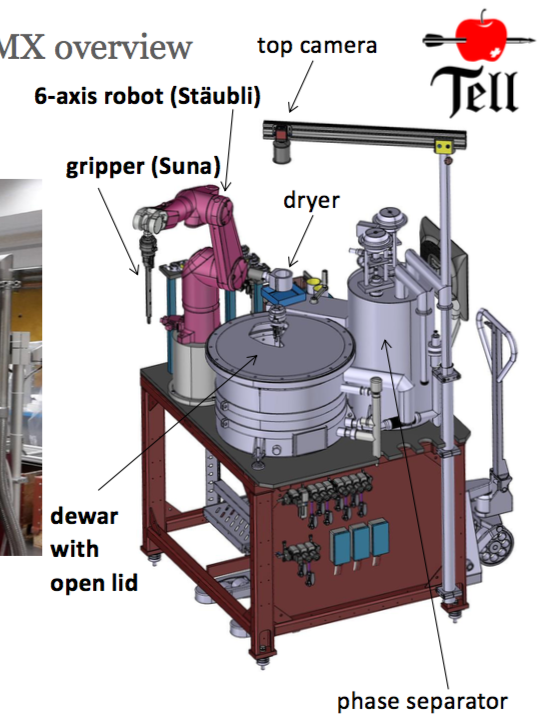 MX overview
Tell
top camera
6-axis robot (Stäubli)
gripper (Suna)
dryer
dewar
with
open lid
phase separator